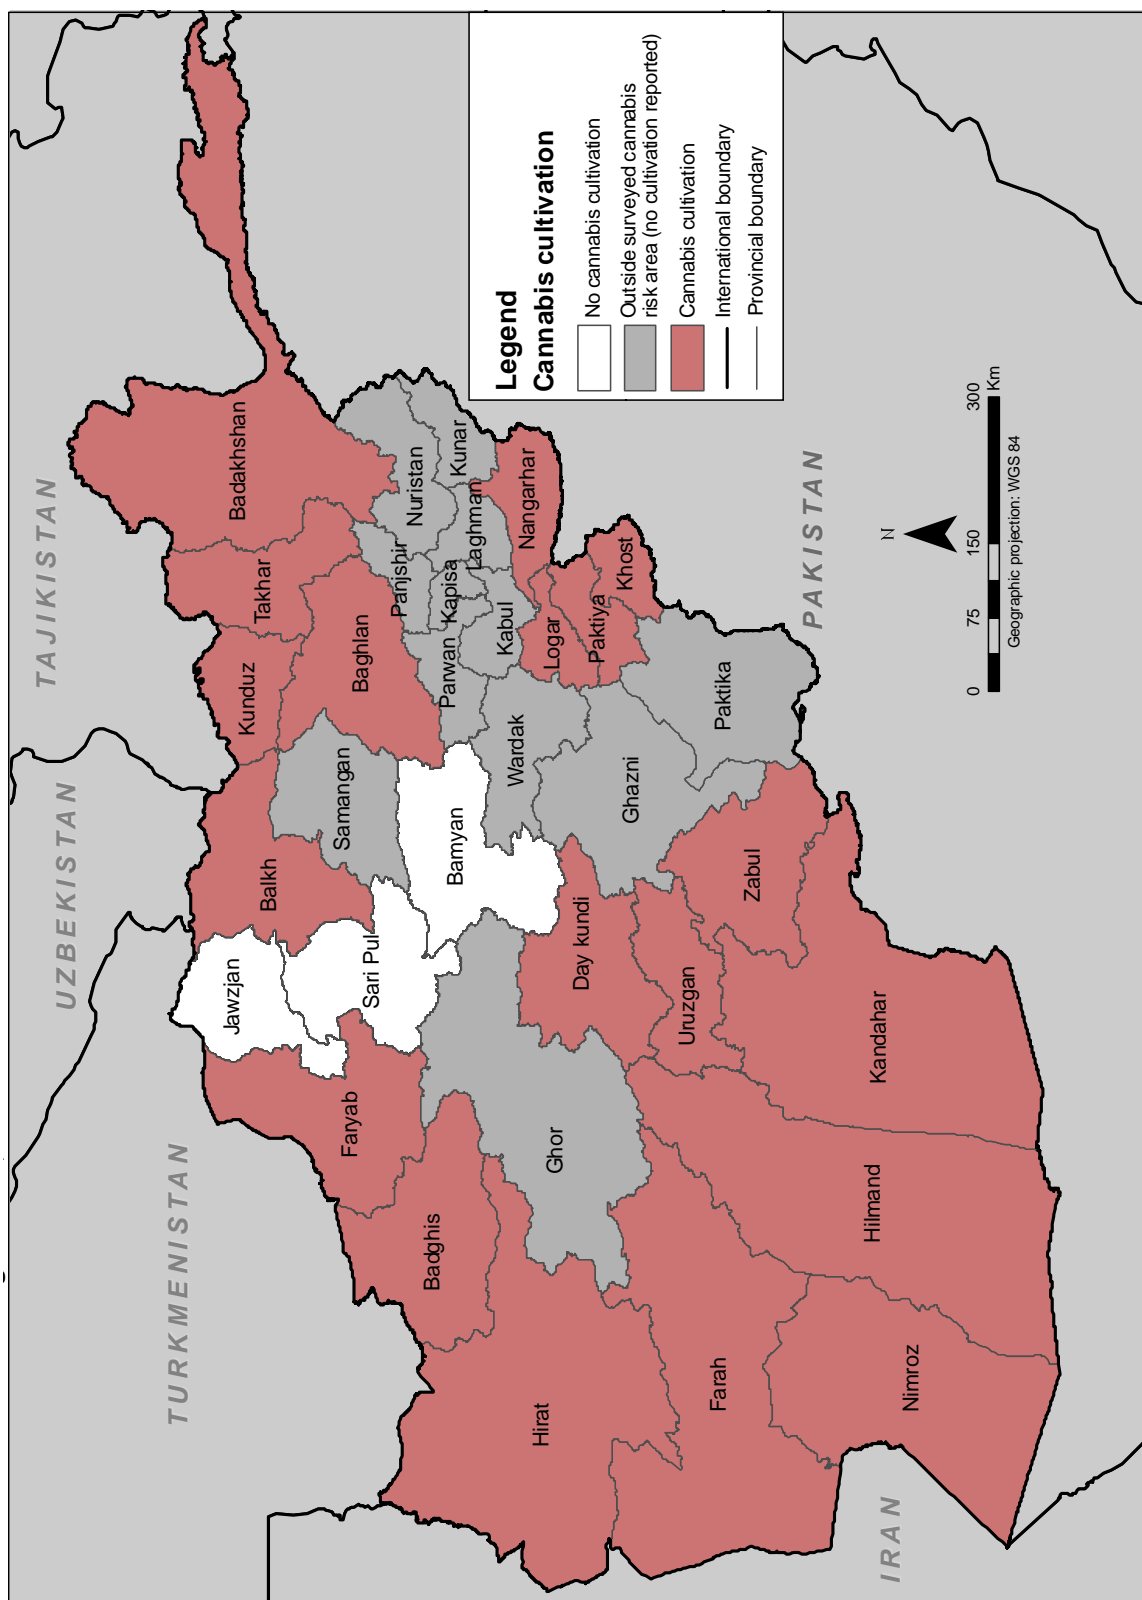 TAJIKISTAN
UZBEKISTAN
TURKMENISTAN
PAKISTAN
IRAN
Badakhshan
Takhar
Kunduz
Balkh
Jawzjan
Faryab
Sari Pul
Samangan
Baghlan
Badghis
Nuristan
Kunar
Laghman
Panjshir
Kapisa
Parwan
Kabul
Bamyan
Wardak
Nangarhar
Logar
Paktiya
Khost
Ghazni
Paktika
Day kundi
Ghor
Hirat
Uruzgan
Zabul
Farah
Kandahar
Hilmand
Nimroz
Legend
Cannabis cultivation
No cannabis cultivation
Outside surveyed cannabis
risk area (no cultivation reported)
Cannabis cultivation
International boundary
Provincial boundary
N
0 75 150 300
Km
Geographic projection: WGS 84